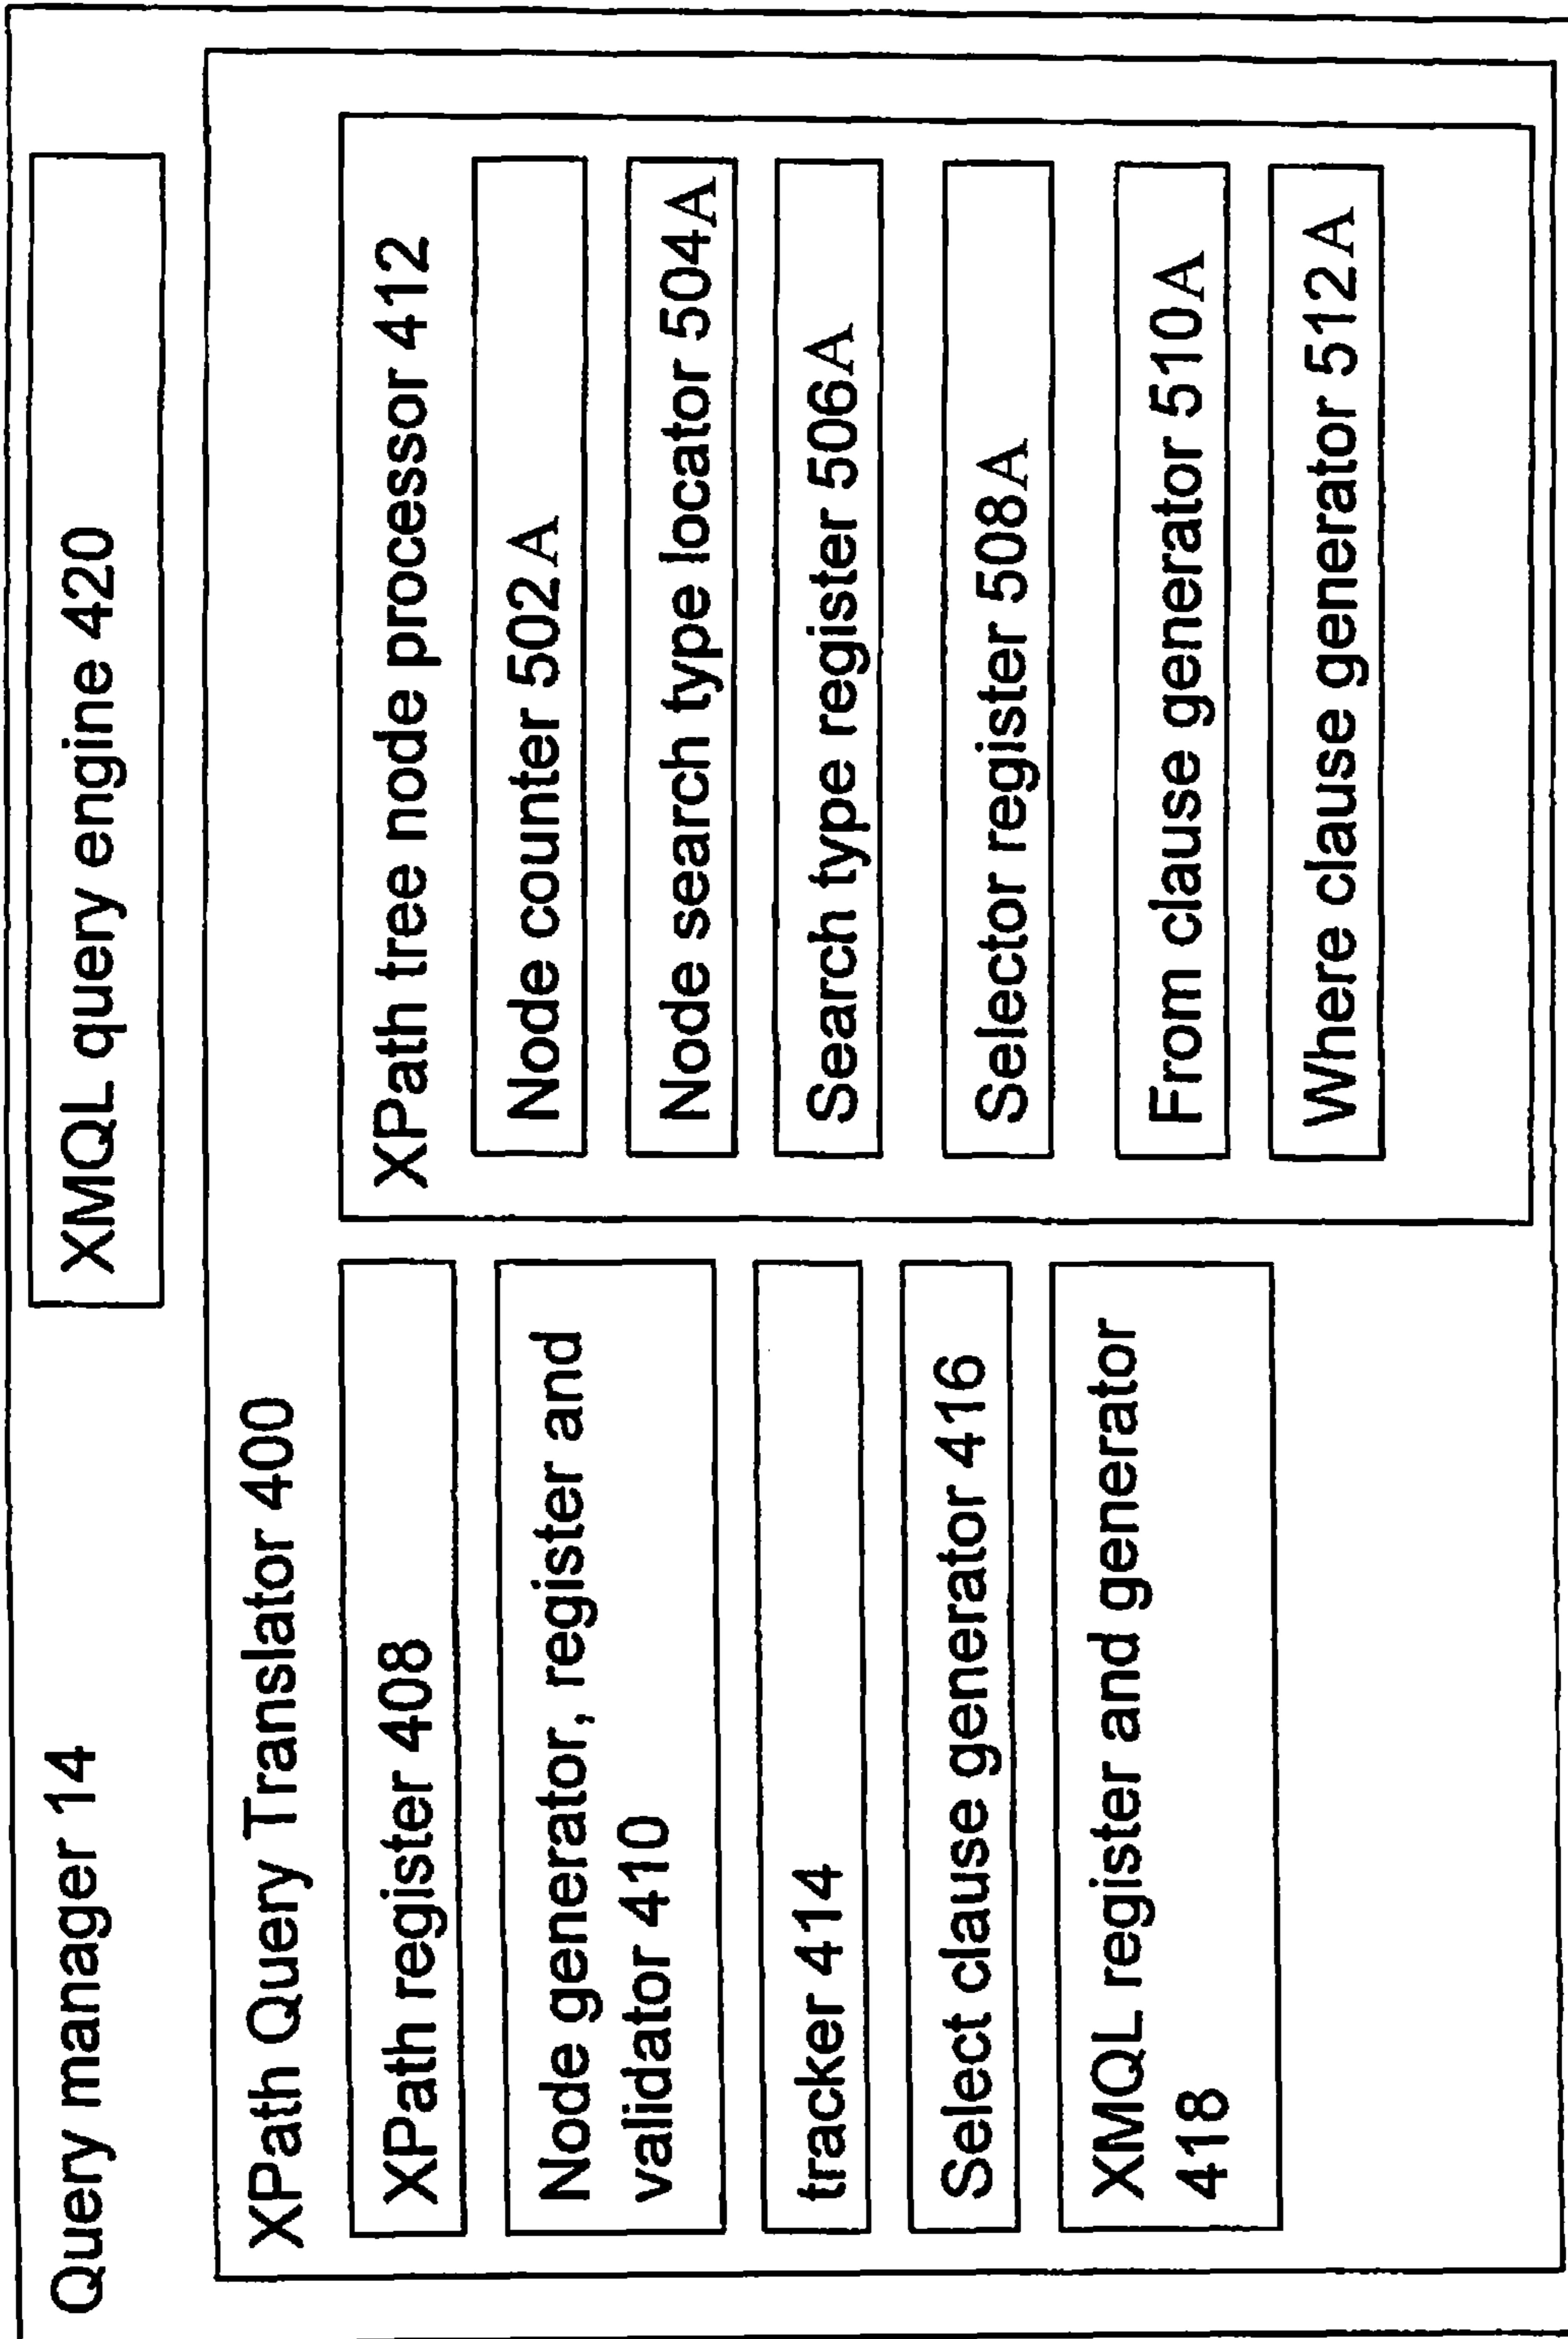 Query manager 14
XMQL query engine 420
XPath Query Translator 400
XPath register 408
Node generator, register and
validator 410
tracker 414
Select clause generator 416
XMQL register and generator
418
XPath tree node processor 412
Node counter 502A
Node search type locator 504A
Search type register 506A
Selector register 508A
From clause generator 510A
Where clause generator 512A